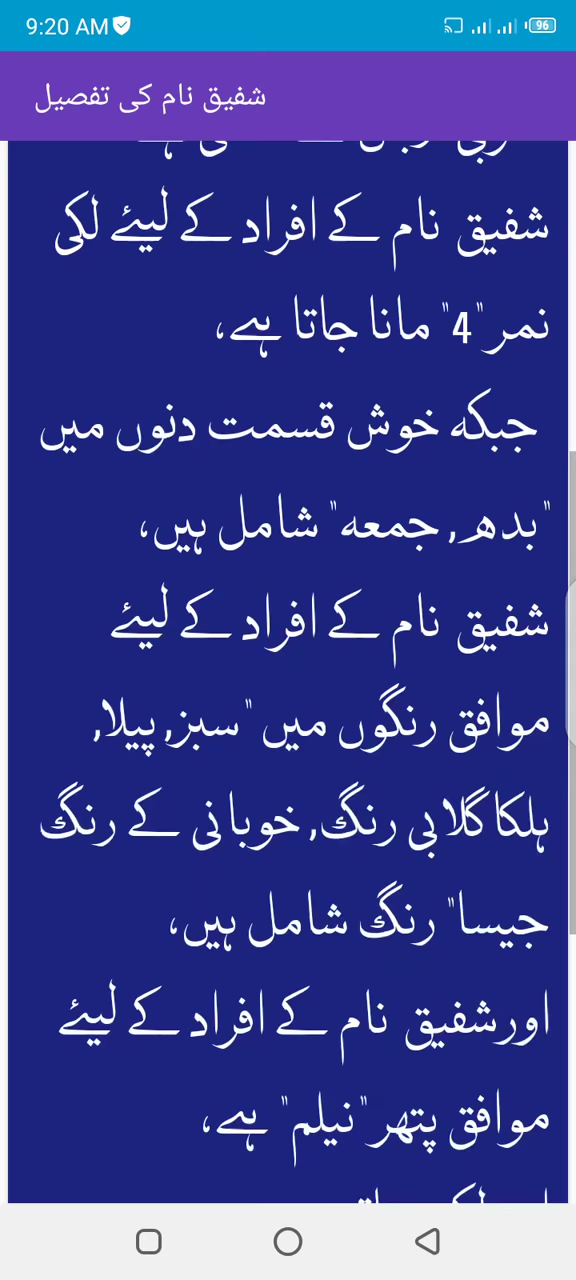 9:20 AM
96
شفیق نام کی تفصیل
شفیق نام کے افراد کے لیئے لکی
نمر"4" مانا جاتا ہے،
جبکہ خوش قسمت دنوں میں
"بدھ, جمعہ" شامل ہیں،
شفیق نام کے افراد کے لیئے
موافق رنگوں میں "سبز, پیلا,
ہلکا گلابی رنگ, خوبانی کے رنگ
جیسا" رنگ شامل ہیں،
اورشفیق نام کے افراد کے لیئے
موافق پتھر"نیلم" ہے،